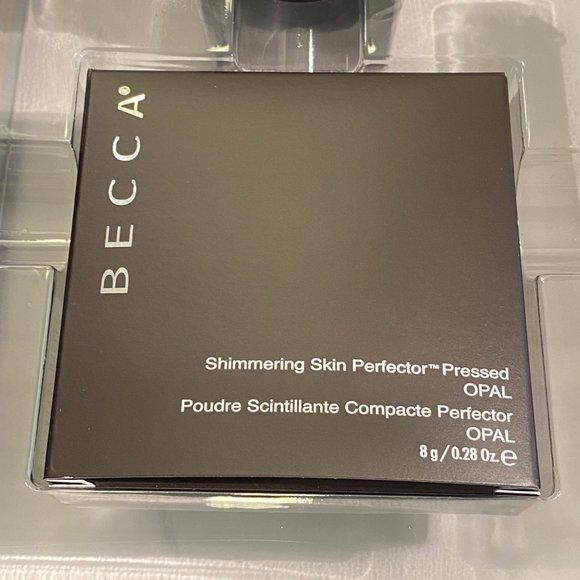 BECCA®
Shimmering Skin Perfector™ Pressed
OPAL
Poudre Scintillante Compacte Perfector
OPAL
8 g / 0.28 Oz. ℮